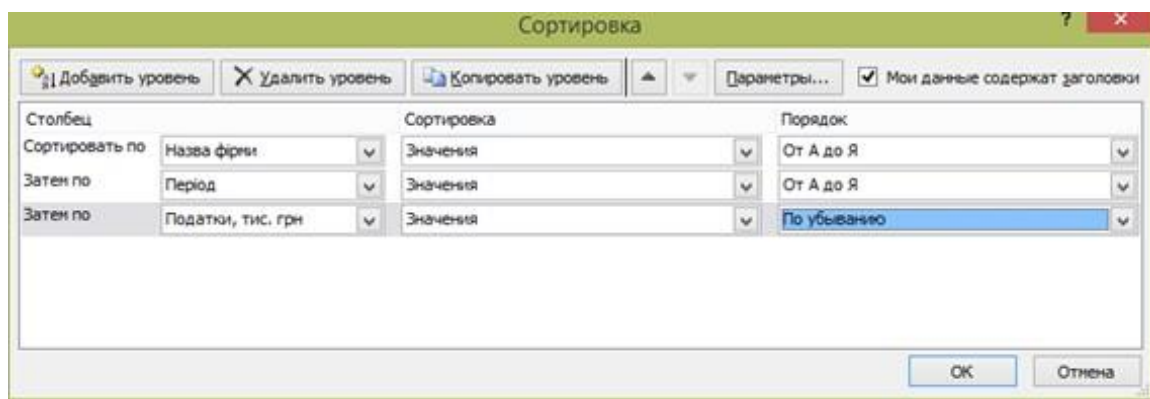 Сортировка
?
Добавить уровень Удалить уровень Копировать уровень Параметры... Мои данные содержат заголовки
Столбец Сортировка Порядок
Сортировать по Назва фірми Значения От А до Я
Затем по Період Значения От А до Я
Затем по Податки, тис. грн Значения По убыванию
ОК Отмена